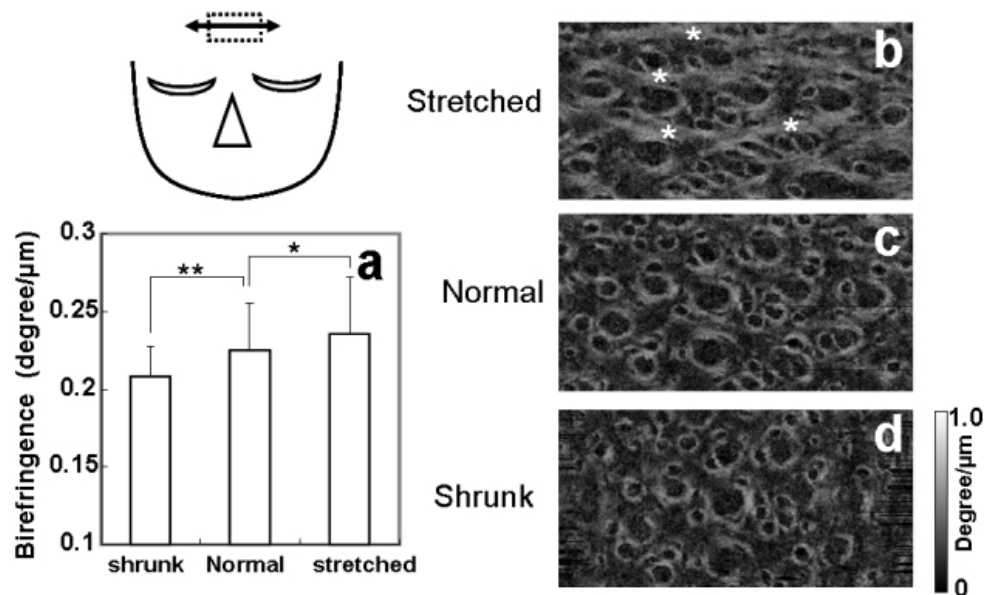 Stretched
b
*
*
*
*
Normal
c
Shrunk
d
1.0
Degree/μm
0
a
Birefringence (degree/μm)
0.3
0.25
0.2
0.15
0.1
**
*
shrunk Normal stretched